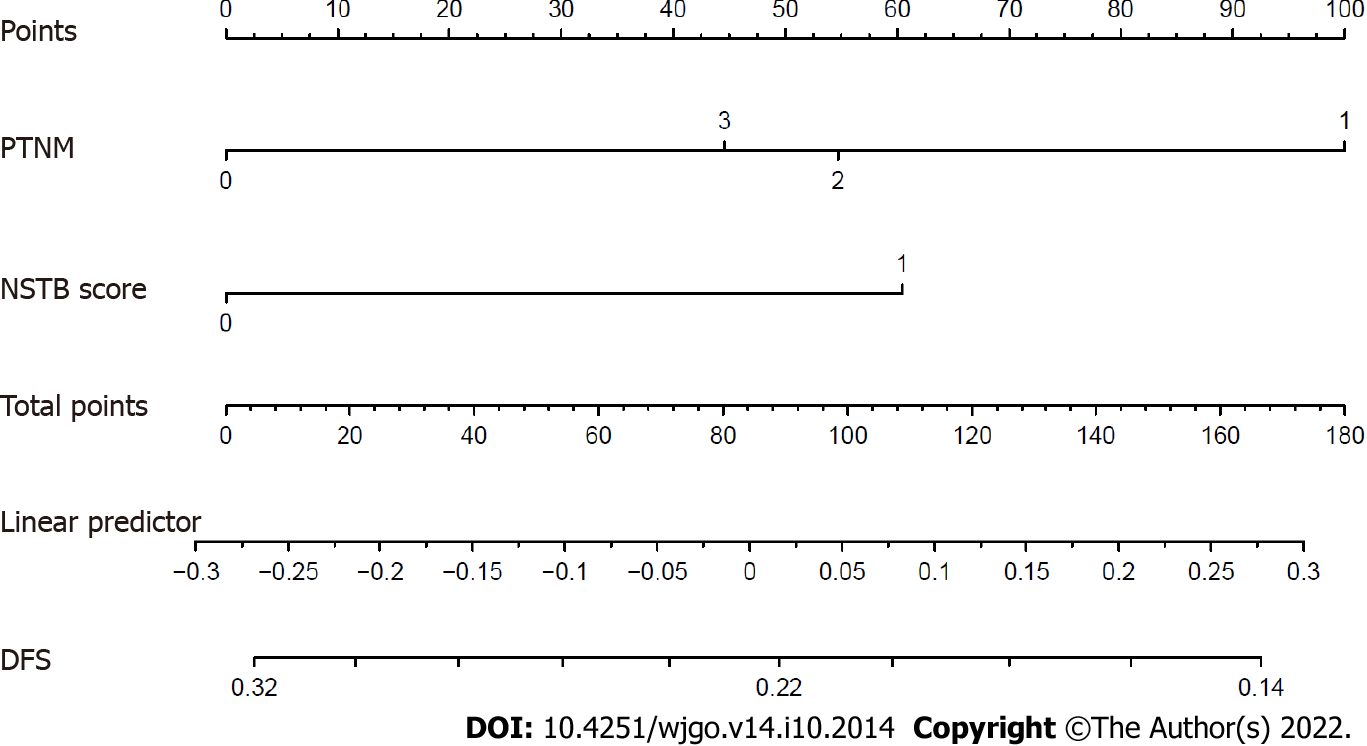 0 10 20 30 40 50 60 70 80 90 100
Points
3 1
PTNM
0 2
1
NSTB score
0
Total points
0 20 40 60 80 100 120 140 160 180
Linear predictor
−0.3 −0.25 −0.2 −0.15 −0.1 −0.05 0 0.05 0.1 0.15 0.2 0.25 0.3
DFS
0.32 0.22 0.14
DOI: 10.4251/wjgo.v14.i10.2014 Copyright ©The Author(s) 2022.